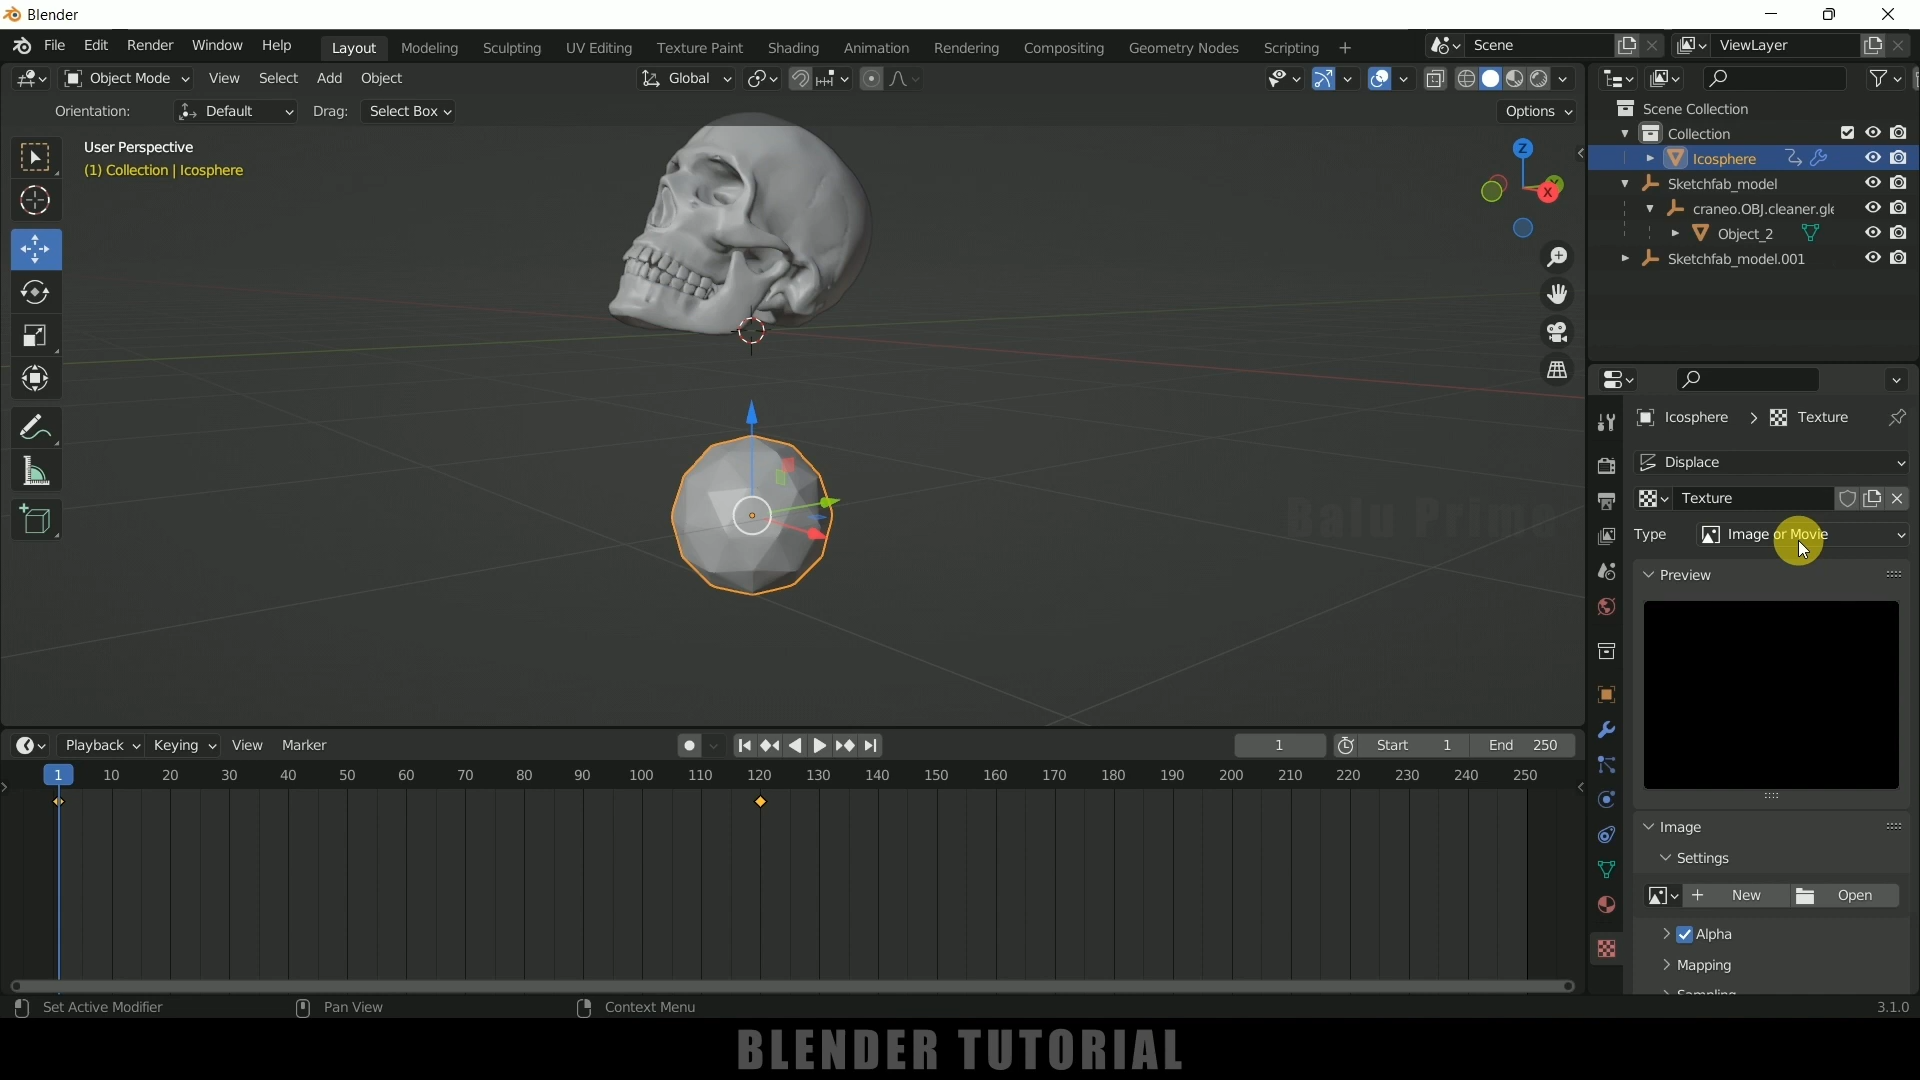 Blender
File Edit Render Window Help Layout Modeling Sculpting UV Editing Texture Paint Shading Animation Rendering Compositing Geometry Nodes Scripting + Scene ViewLayer
Object Mode View Select Add Object Global
Orientation: Default Drag: Select Box Options
User Perspective
(1) Collection | Icosphere
Z
X
Scene Collection
Collection
Icosphere
Sketchfab_model
craneo.OBJ.cleaner.gle
Object_2
Sketchfab_model.001
Icosphere > Texture
Displace
Texture
Type Image or Movie
Preview
Image
Settings
+ New Open
Alpha
Mapping
Sampling
Balu Prime
Playback Keying View Marker 1 Start 1 End 250
1 10 20 30 40 50 60 70 80 90 100 110 120 130 140 150 160 170 180 190 200 210 220 230 240 250
Set Active Modifier Pan View Context Menu 3.1.0
BLENDER TUTORIAL